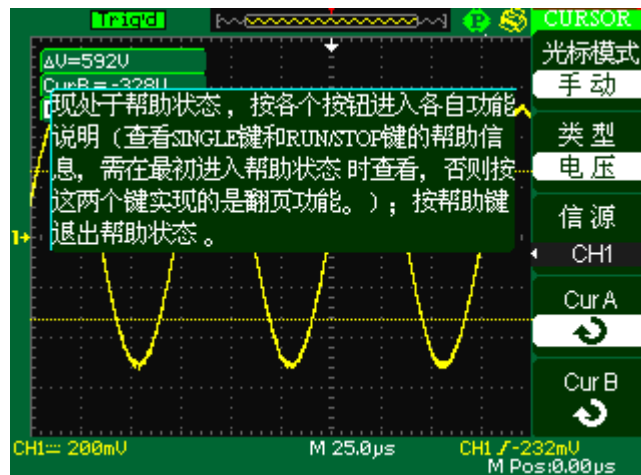 Trig'd
CURSOR
光标模式
手动
类型
电压
信源
CH1
CurA
CurB
ΔV=592V
CurB=-328V
现处于帮助状态，按各个按钮进入各自功能
说明（查看SINGLE键和RUN/STOP键的帮助信
息，需在最初进入帮助状态时查看，否则按
这两个键实现的是翻页功能。）；按帮助键
退出帮助状态。
1
CH1 200mV
M 25.0μs
CH1 -232mV
M Pos:0.00μs